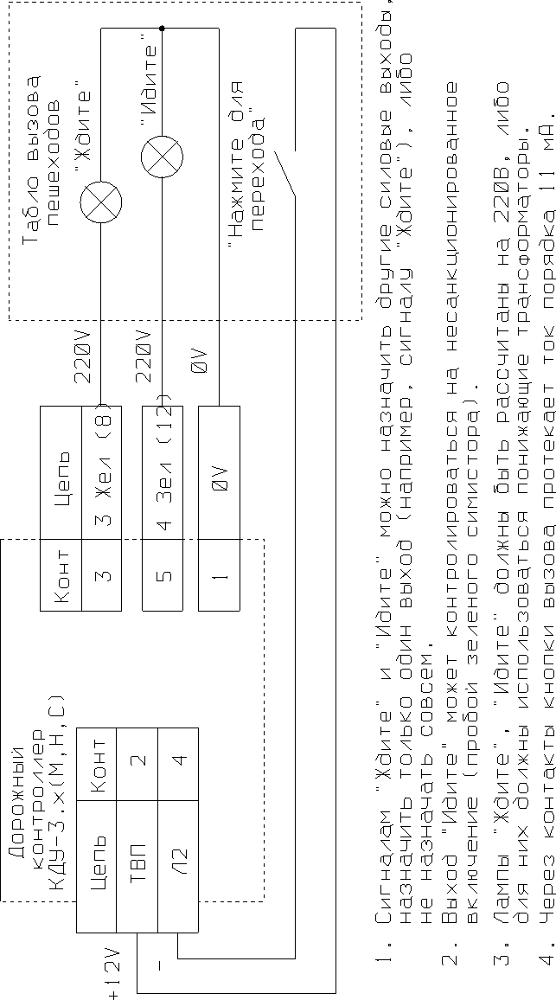 Дорожный
контроллер
КДУ-3.x(М,Н,С)
Цепь Конт
ТВП 2
Л2 4
+12V
-
Конт Цепь
3 3 Жел (8)
5 4 Зел (12)
1 0V
220V
220V
0V
Табло вызова
пешеходов
"Ждите"
"Идите"
"Нажмите для
перехода"
1. Сигналам "Ждите" и "Идите" можно назначить другие силовые выходы,
назначить только один выход (например, сигналу "Ждите"), либо
не назначать совсем.
2. Выход "Идите" может контролироваться на несанкционированное
включение (пробой зеленого симистора).
3. Лампы "Ждите", "Идите" должны быть рассчитаны на 220В, либо
для них должны использоваться понижающие трансформаторы.
4. Через контакты кнопки вызова протекает ток порядка 11 мА.